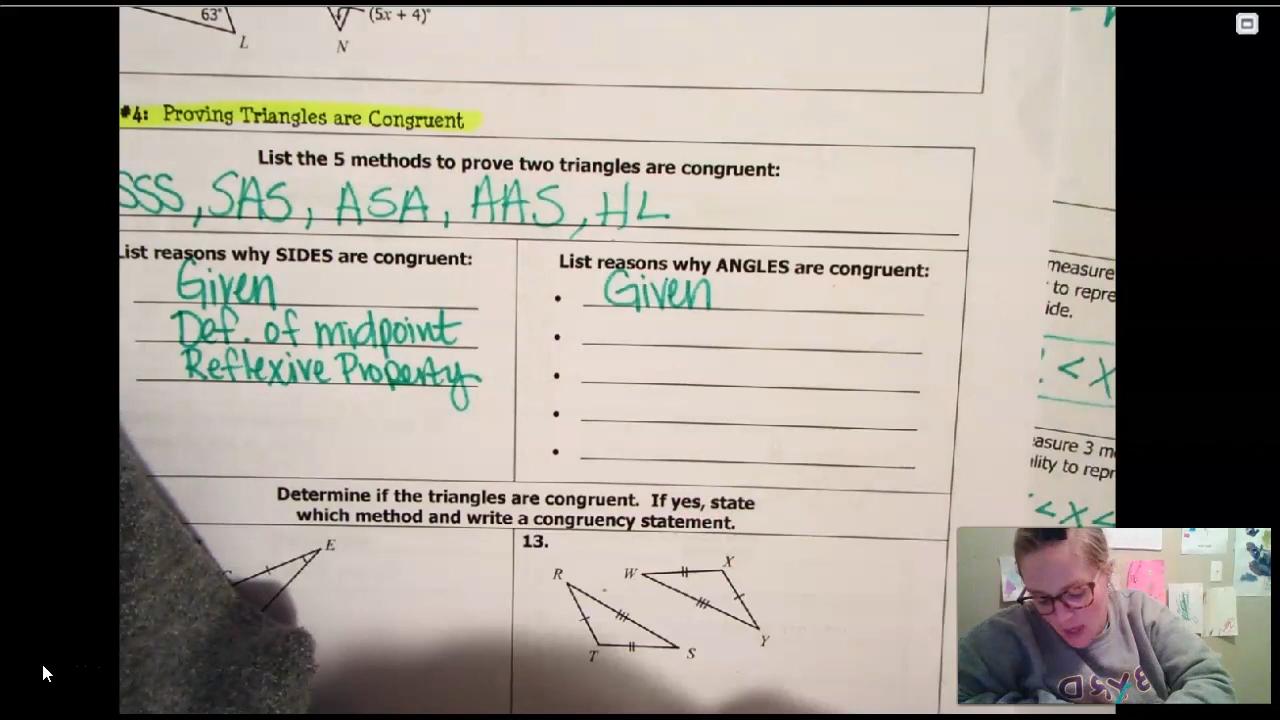 63°
(5x + 4)°
L
N
#4: Proving Triangles are Congruent
List the 5 methods to prove two triangles are congruent:
SSS, SAS, ASA, AAS, HL
List reasons why SIDES are congruent:
Given
Def. of midpoint
Reflexive Property
List reasons why ANGLES are congruent:
• Given
•
•
•
•
measure
to repre
ide.
< X
easure 3 m
ality to repr
< X <
Determine if the triangles are congruent. If yes, state
which method and write a congruency statement.
E
13.
R
W
X
T
S
Y